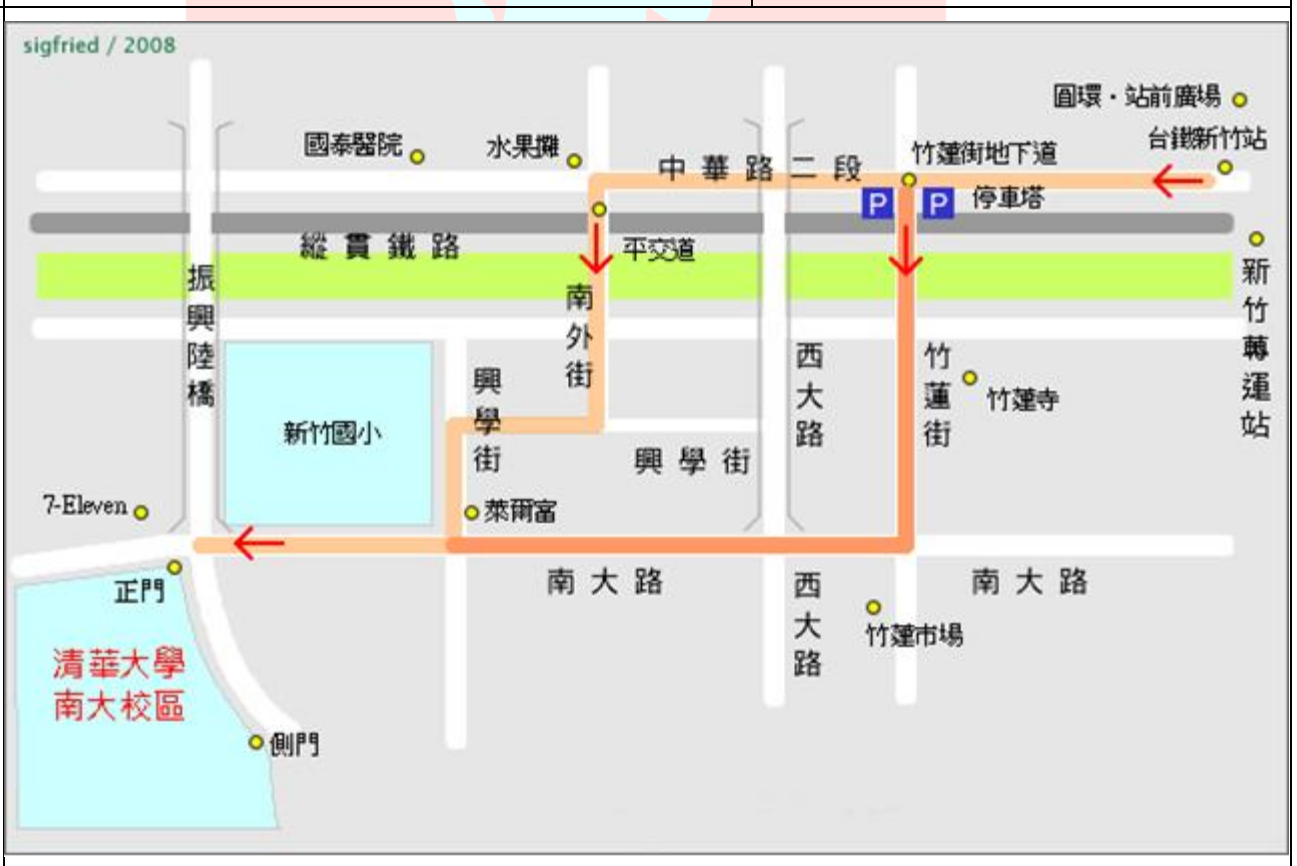 sigfried / 2008
圓環・站前廣場
台鐵新竹站
國泰醫院
水果攤
中華路二段
竹蓮街地下道
P
P
停車塔
縱貫鐵路
平交道
振興陸橋
南外街
新竹轉運站
西大路
竹蓮街
竹蓮寺
興學街
新竹國小
興學街
7-Eleven
萊爾富
正門
南大路
西大路
南大路
竹蓮市場
清華大學
南大校區
側門